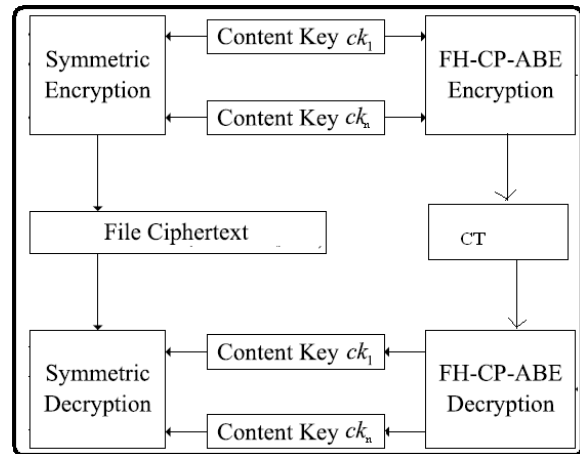 Symmetric
Encryption
Content Key ck₁
Content Key ckₙ
FH-CP-ABE
Encryption
File Ciphertext
CT
Symmetric
Decryption
Content Key ck₁
Content Key ckₙ
FH-CP-ABE
Decryption